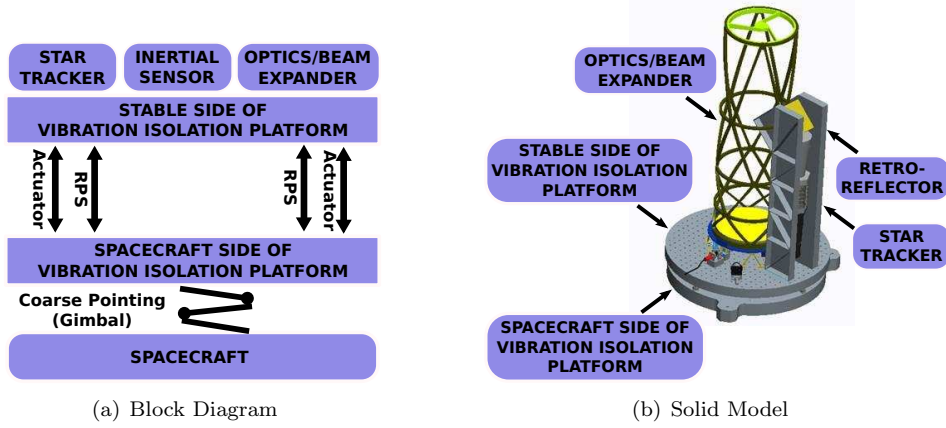 STAR
TRACKER
INERTIAL
SENSOR
OPTICS/BEAM
EXPANDER
STABLE SIDE OF
VIBRATION ISOLATION PLATFORM
Actuator
RPS
RPS
Actuator
SPACECRAFT SIDE OF
VIBRATION ISOLATION PLATFORM
Coarse Pointing
(Gimbal)
SPACECRAFT
(a) Block Diagram
OPTICS/BEAM
EXPANDER
STABLE SIDE OF
VIBRATION ISOLATION
PLATFORM
RETRO-
REFLECTOR
STAR
TRACKER
SPACECRAFT SIDE OF
VIBRATION ISOLATION
PLATFORM
(b) Solid Model